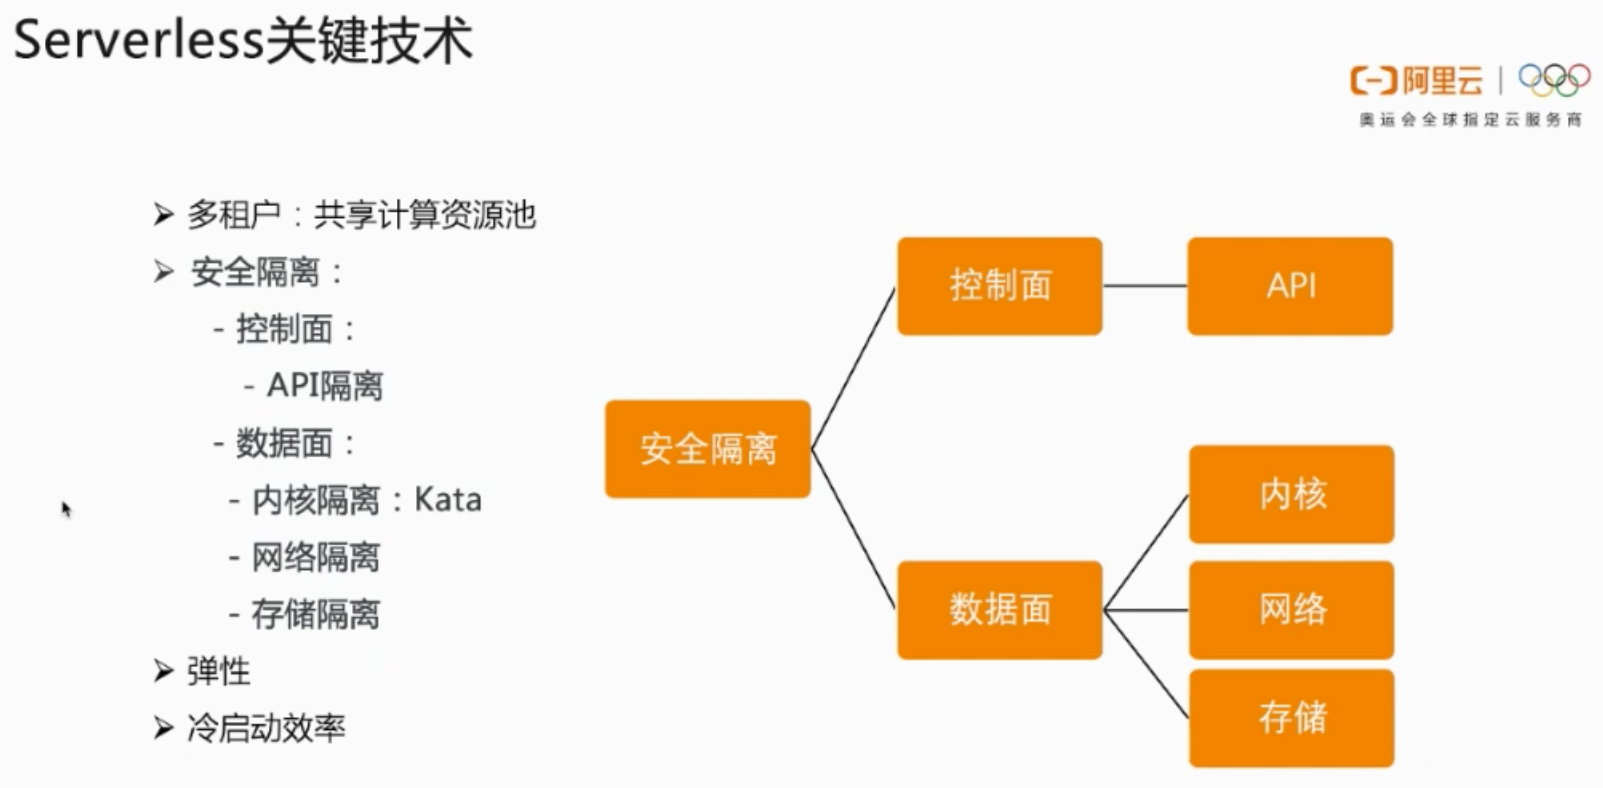 Serverless关键技术
阿里云
奥运会全球指定云服务商
➢ 多租户：共享计算资源池
➢ 安全隔离：
- 控制面：
- API隔离
- 数据面：
- 内核隔离：Kata
- 网络隔离
- 存储隔离
➢ 弹性
➢ 冷启动效率
安全隔离
控制面
API
数据面
内核
网络
存储